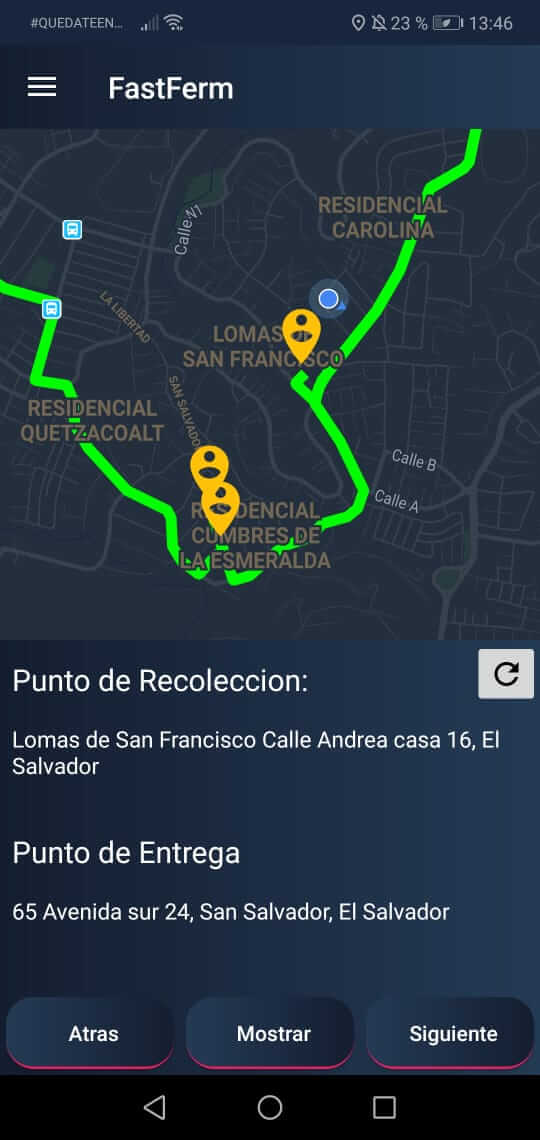 #QUEDATEEN...
23 % 13:46
FastFerm
RESIDENCIAL
CAROLINA
Calle V1
LA LIBERTAD
LOMAS DE
SAN FRANCISCO
SAN SALVADOR
RESIDENCIAL
QUETZACOALT
Calle B
Calle A
RESIDENCIAL
CUMBRES DE
LA ESMERALDA
Punto de Recoleccion:
Lomas de San Francisco Calle Andrea casa 16, El
Salvador
Punto de Entrega
65 Avenida sur 24, San Salvador, El Salvador
Atras Mostrar Siguiente